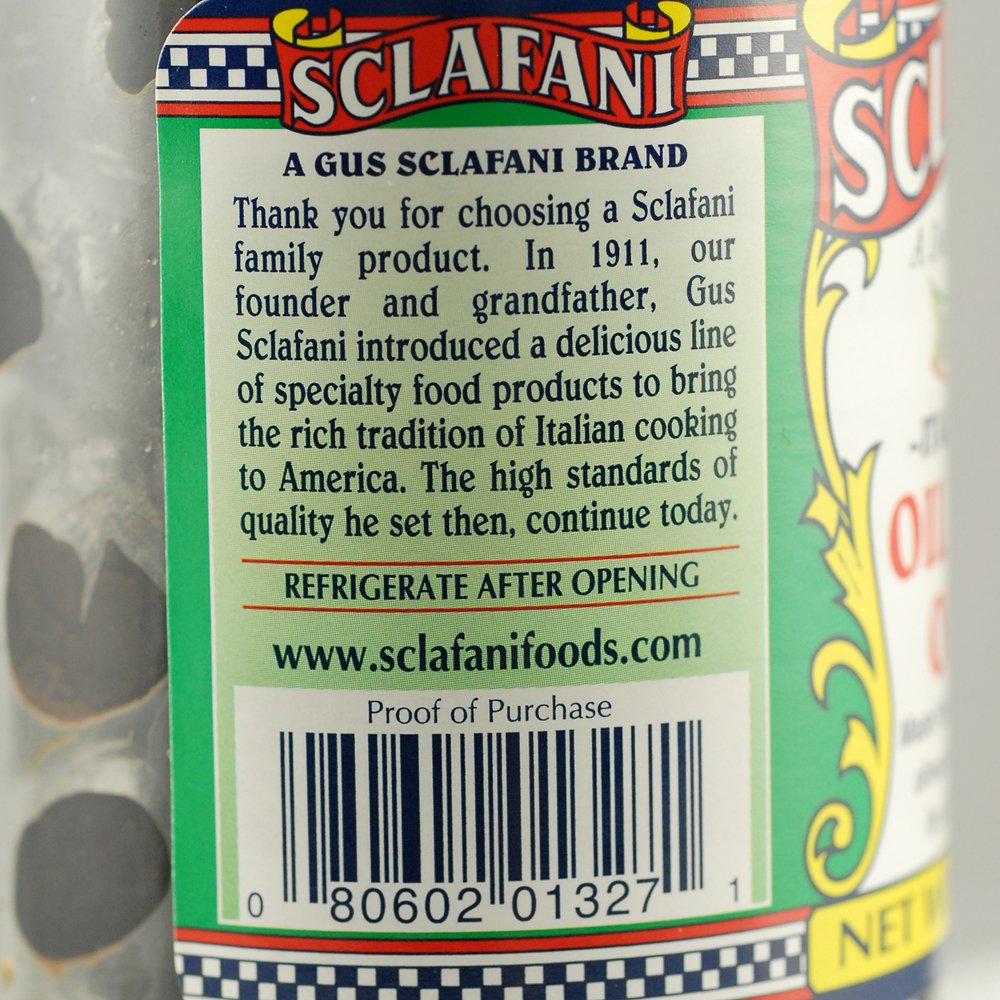 SCLAFANI
A GUS SCLAFANI BRAND
Thank you for choosing a Sclafani
family product. In 1911, our
founder and grandfather, Gus
Sclafani introduced a delicious line
of specialty food products to bring
the rich tradition of Italian cooking
to America. The high standards of
quality he set then, continue today.
REFRIGERATE AFTER OPENING
www.sclafanifoods.com
Proof of Purchase
0 80602 01327 1
SCL
NET